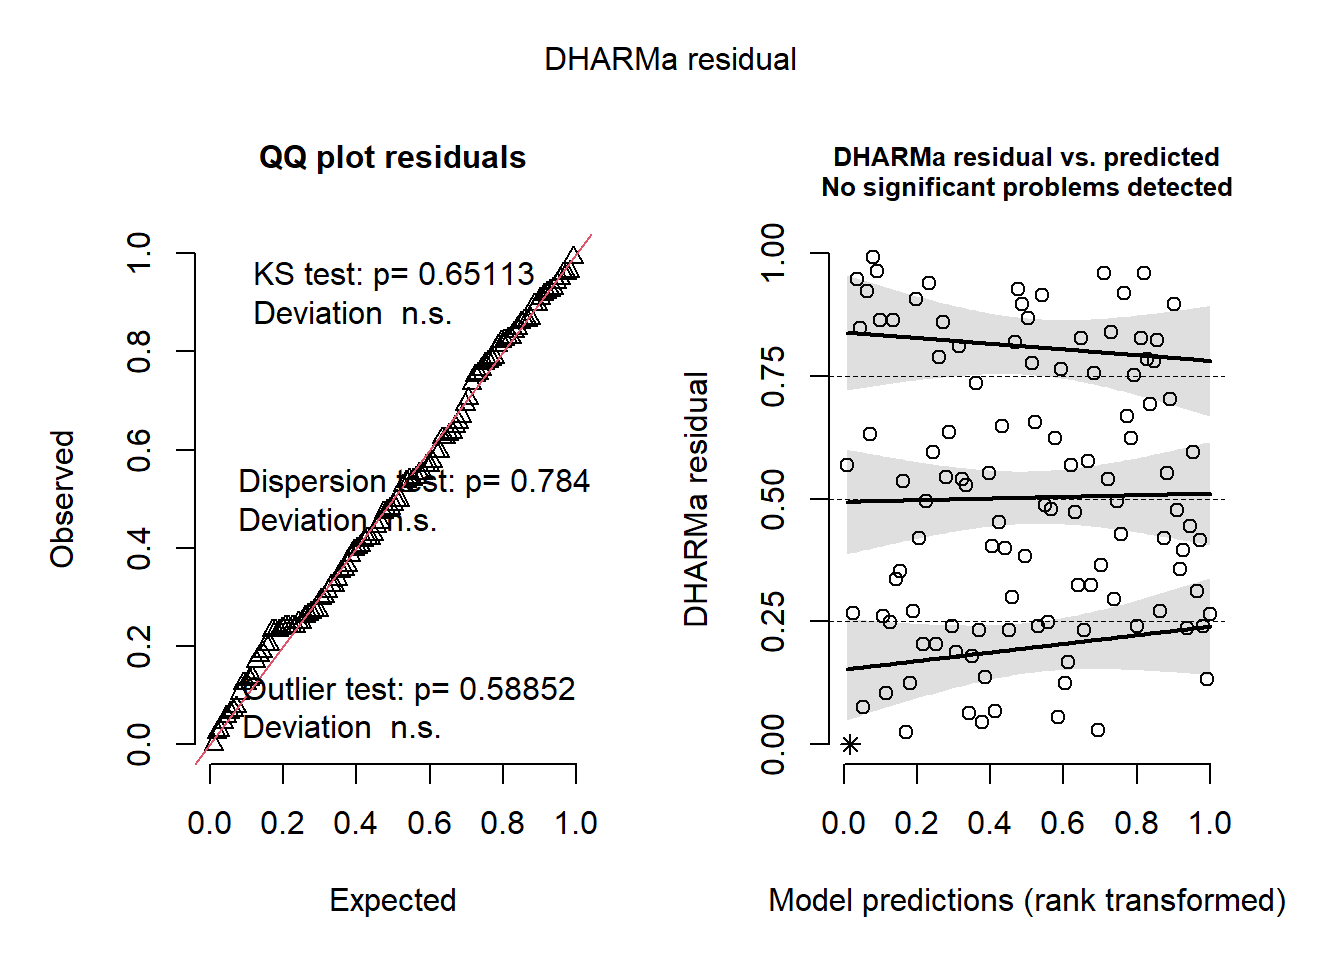 DHARMa residual
QQ plot residuals
KS test: p= 0.65113
Deviation  n.s.
Dispersion test: p= 0.784
Deviation  n.s.
Outlier test: p= 0.58852
Deviation  n.s.
Observed
0.0
0.2
0.4
0.6
0.8
1.0
0.0 0.2 0.4 0.6 0.8 1.0
Expected
DHARMa residual vs. predicted
No significant problems detected
DHARMa residual
0.00
0.25
0.50
0.75
1.00
0.0 0.2 0.4 0.6 0.8 1.0
Model predictions (rank transformed)